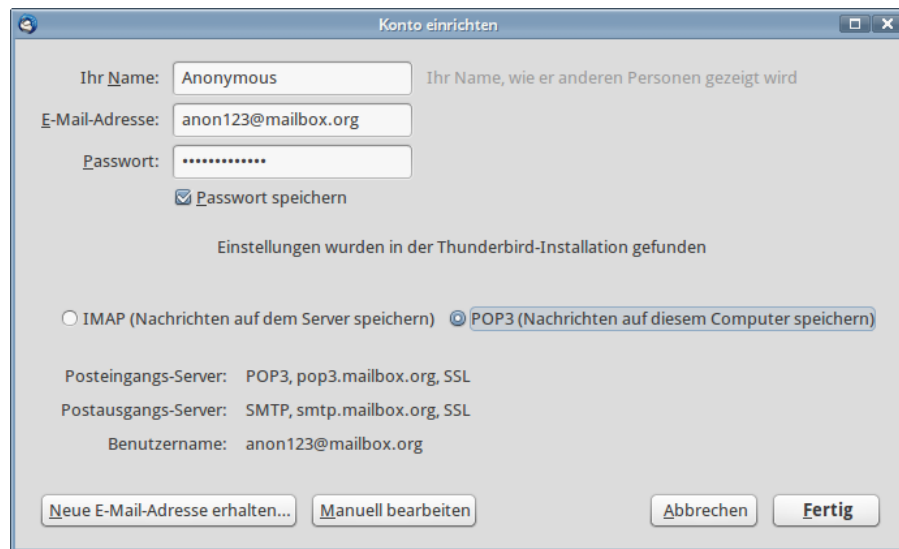 Konto einrichten
Ihr Name: Anonymous Ihr Name, wie er anderen Personen gezeigt wird
E-Mail-Adresse: anon123@mailbox.org
Passwort: •••••••••••••
Passwort speichern
Einstellungen wurden in der Thunderbird-Installation gefunden
IMAP (Nachrichten auf dem Server speichern) POP3 (Nachrichten auf diesem Computer speichern)
Posteingangs-Server: POP3, pop3.mailbox.org, SSL
Postausgangs-Server: SMTP, smtp.mailbox.org, SSL
Benutzername: anon123@mailbox.org
Neue E-Mail-Adresse erhalten... Manuell bearbeiten Abbrechen Fertig